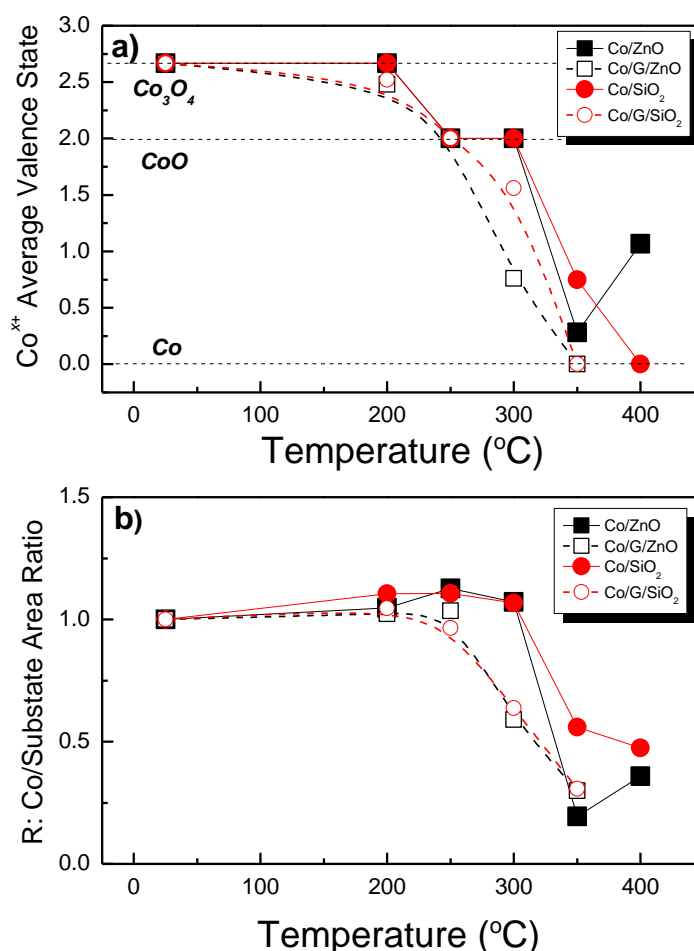 a)
Co/ZnO
Co/G/ZnO
Co/SiO₂
Co/G/SiO₂
3.0
2.5
2.0
1.5
1.0
0.5
0.0
Co₃O₄
CoO
Co
Coˣ⁺ Average Valence State
0 100 200 300 400
Temperature (ᵒC)
b)
Co/ZnO
Co/G/ZnO
Co/SiO₂
Co/G/SiO₂
1.5
1.0
0.5
0.0
R: Co/Substate Area Ratio
0 100 200 300 400
Temperature (ᵒC)